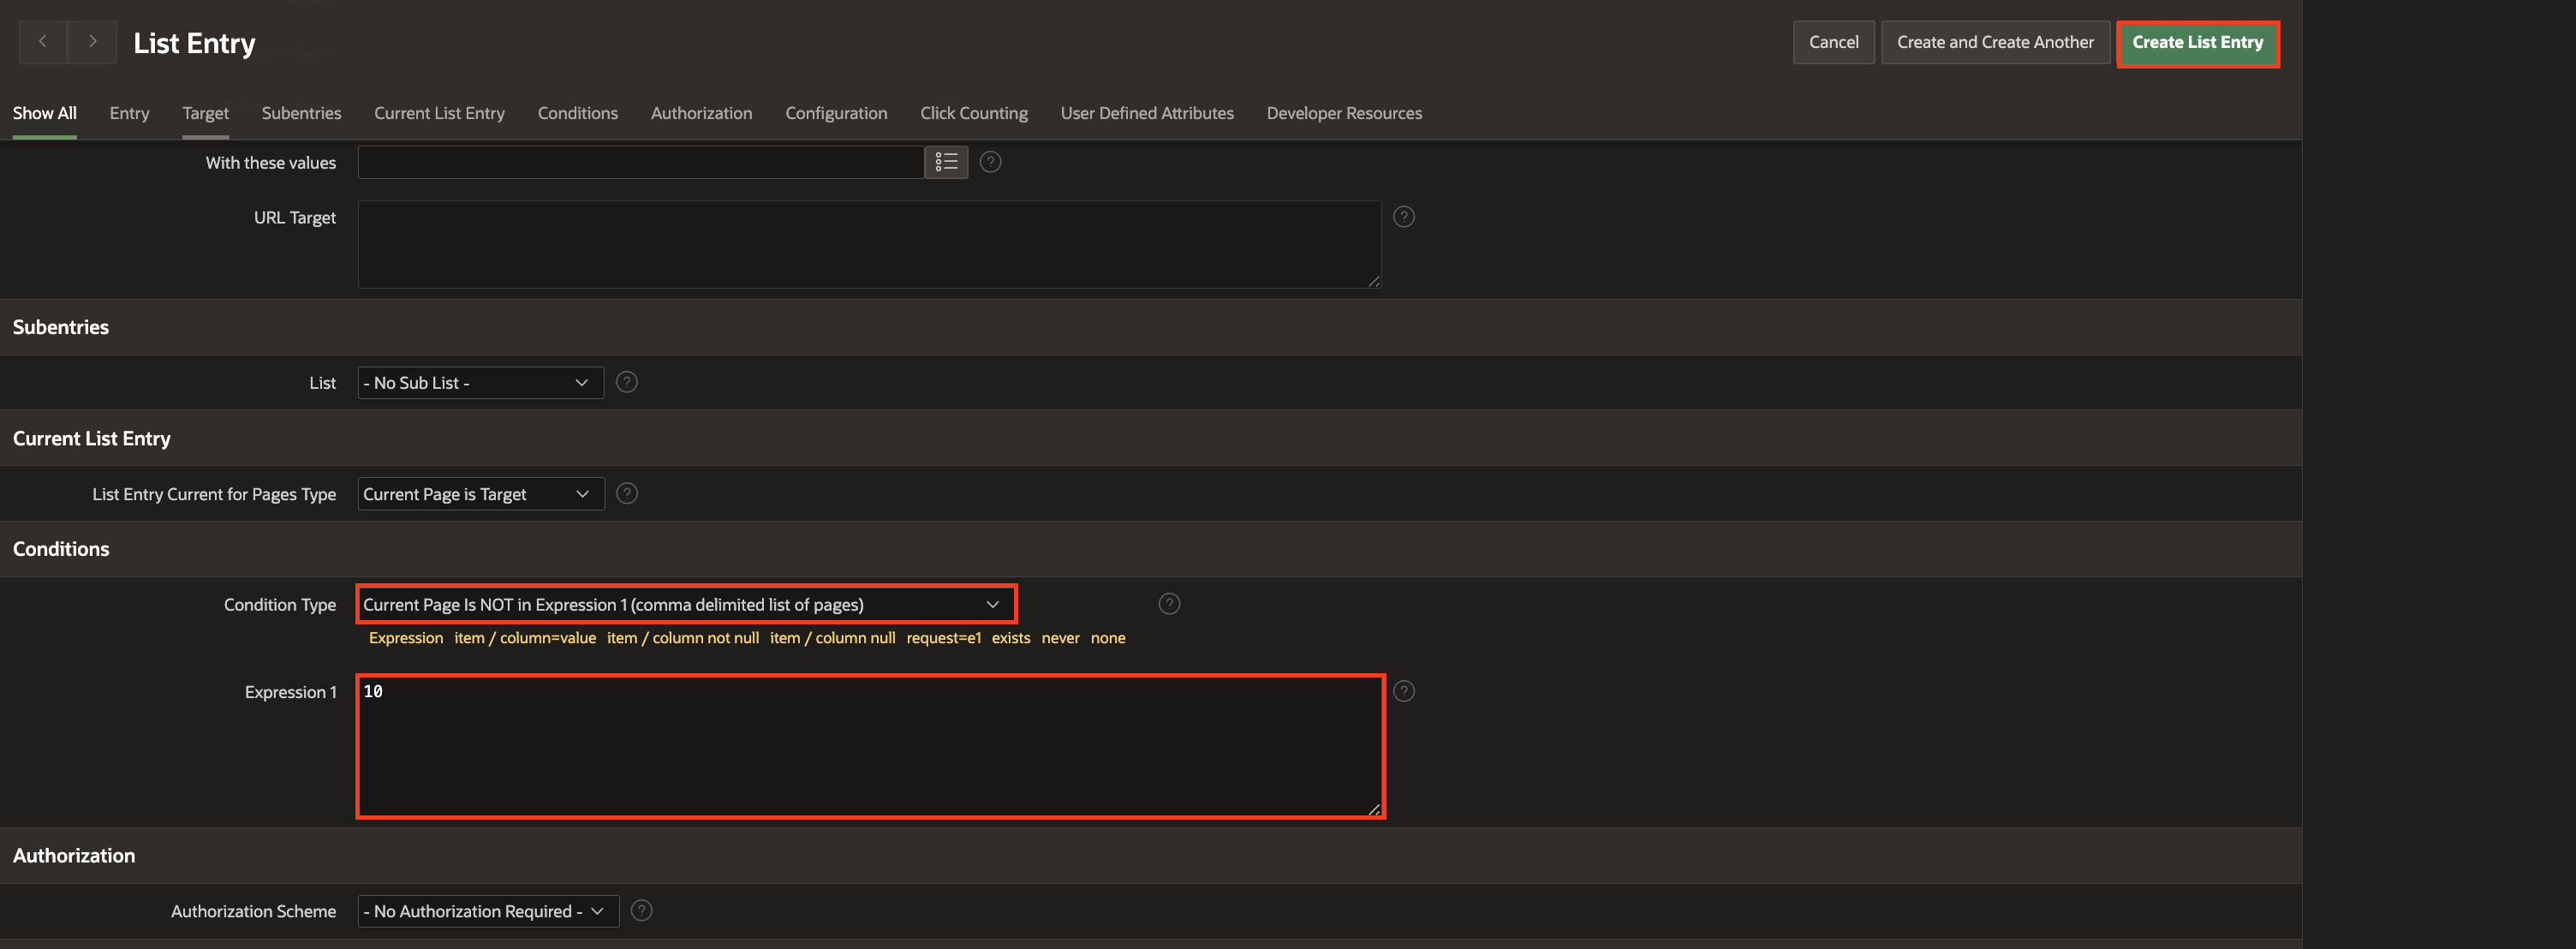 List Entry
Cancel
Create and Create Another
Create List Entry
Show All
Entry
Target
Subentries
Current List Entry
Conditions
Authorization
Configuration
Click Counting
User Defined Attributes
Developer Resources
With these values
?
URL Target
?
Subentries
List
- No Sub List -
?
Current List Entry
List Entry Current for Pages Type
Current Page is Target
?
Conditions
Condition Type
Current Page Is NOT in Expression 1 (comma delimited list of pages)
?
Expression item / column=value item / column not null item / column null request=e1 exists never none
Expression 1
10
?
Authorization
Authorization Scheme
- No Authorization Required -
?